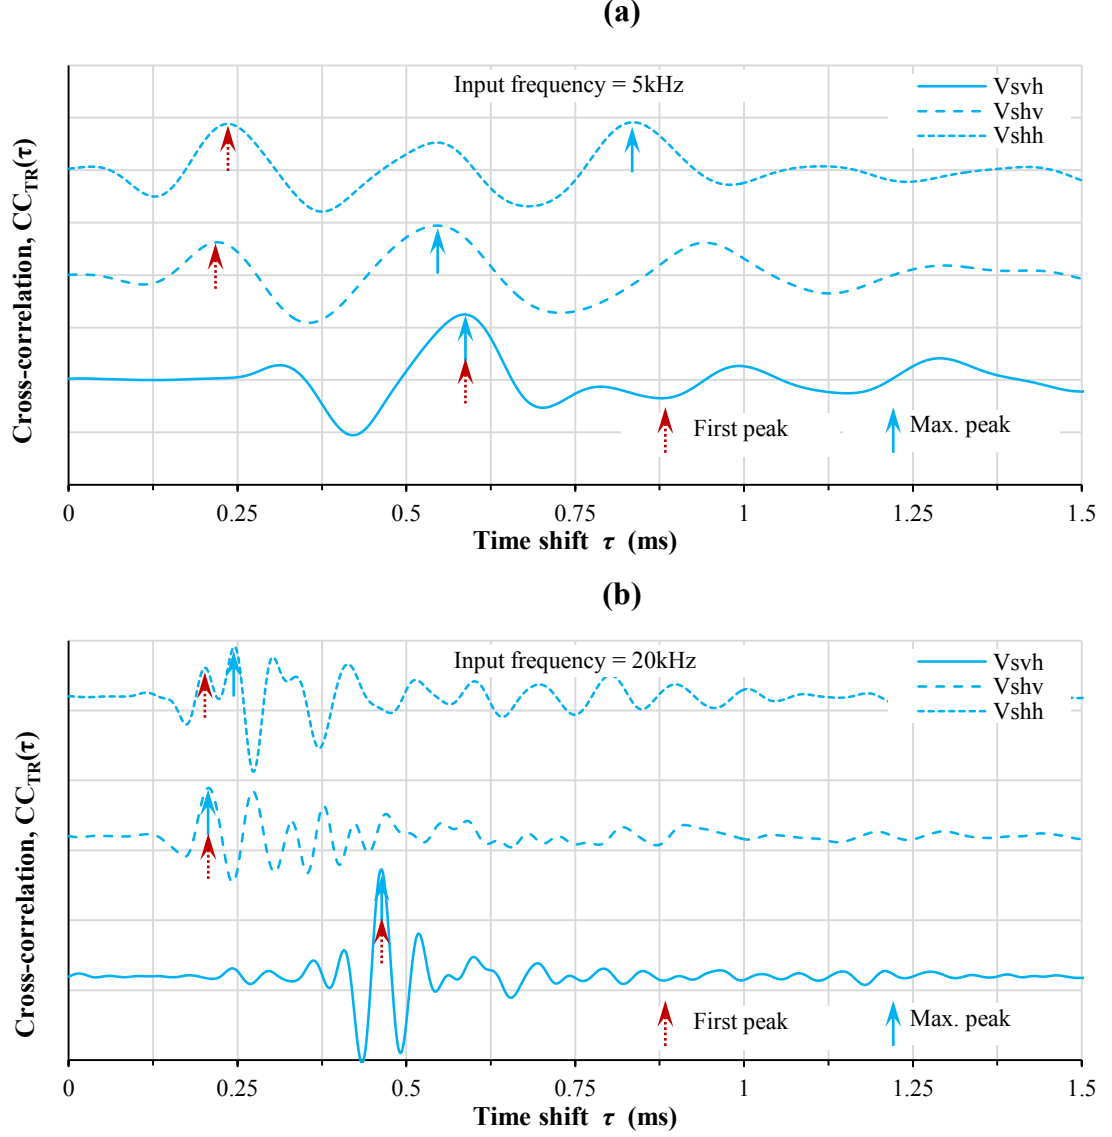 (a)
Input frequency = 5kHz
Vsvh
Vshv
Vshh
Cross-correlation, CC_TR(τ)
First peak
Max. peak
0 0.25 0.5 0.75 1 1.25 1.5
Time shift τ (ms)
(b)
Input frequency = 20kHz
Vsvh
Vshv
Vshh
Cross-correlation, CC_TR(τ)
First peak
Max. peak
0 0.25 0.5 0.75 1 1.25 1.5
Time shift τ (ms)